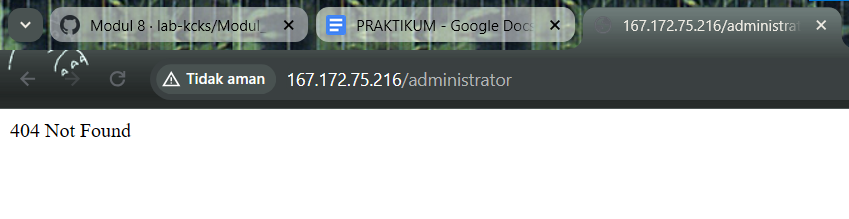 Modul 8 · lab-kcks/Modul_
PRAKTIKUM - Google Docs
167.172.75.216/administrat
Tidak aman
167.172.75.216/administrator
404 Not Found